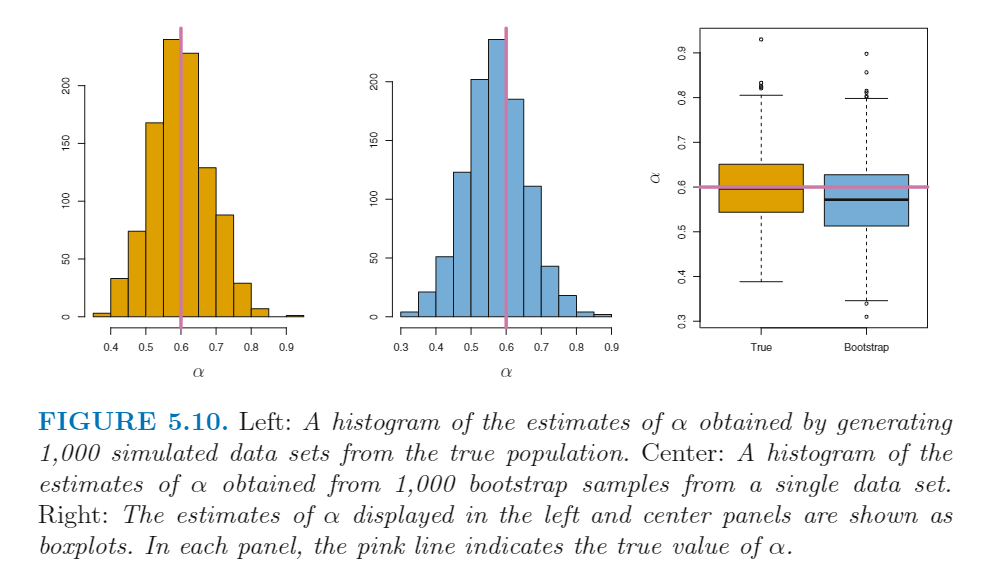 200
150
100
50
0
0.4 0.5 0.6 0.7 0.8 0.9
α
200
150
100
50
0
0.3 0.4 0.5 0.6 0.7 0.8 0.9
α
0.9
0.8
0.7
0.6
0.5
0.4
0.3
α
True Bootstrap
FIGURE 5.10. Left: A histogram of the estimates of α obtained by generating
1,000 simulated data sets from the true population. Center: A histogram of the
estimates of α obtained from 1,000 bootstrap samples from a single data set.
Right: The estimates of α displayed in the left and center panels are shown as
boxplots. In each panel, the pink line indicates the true value of α.